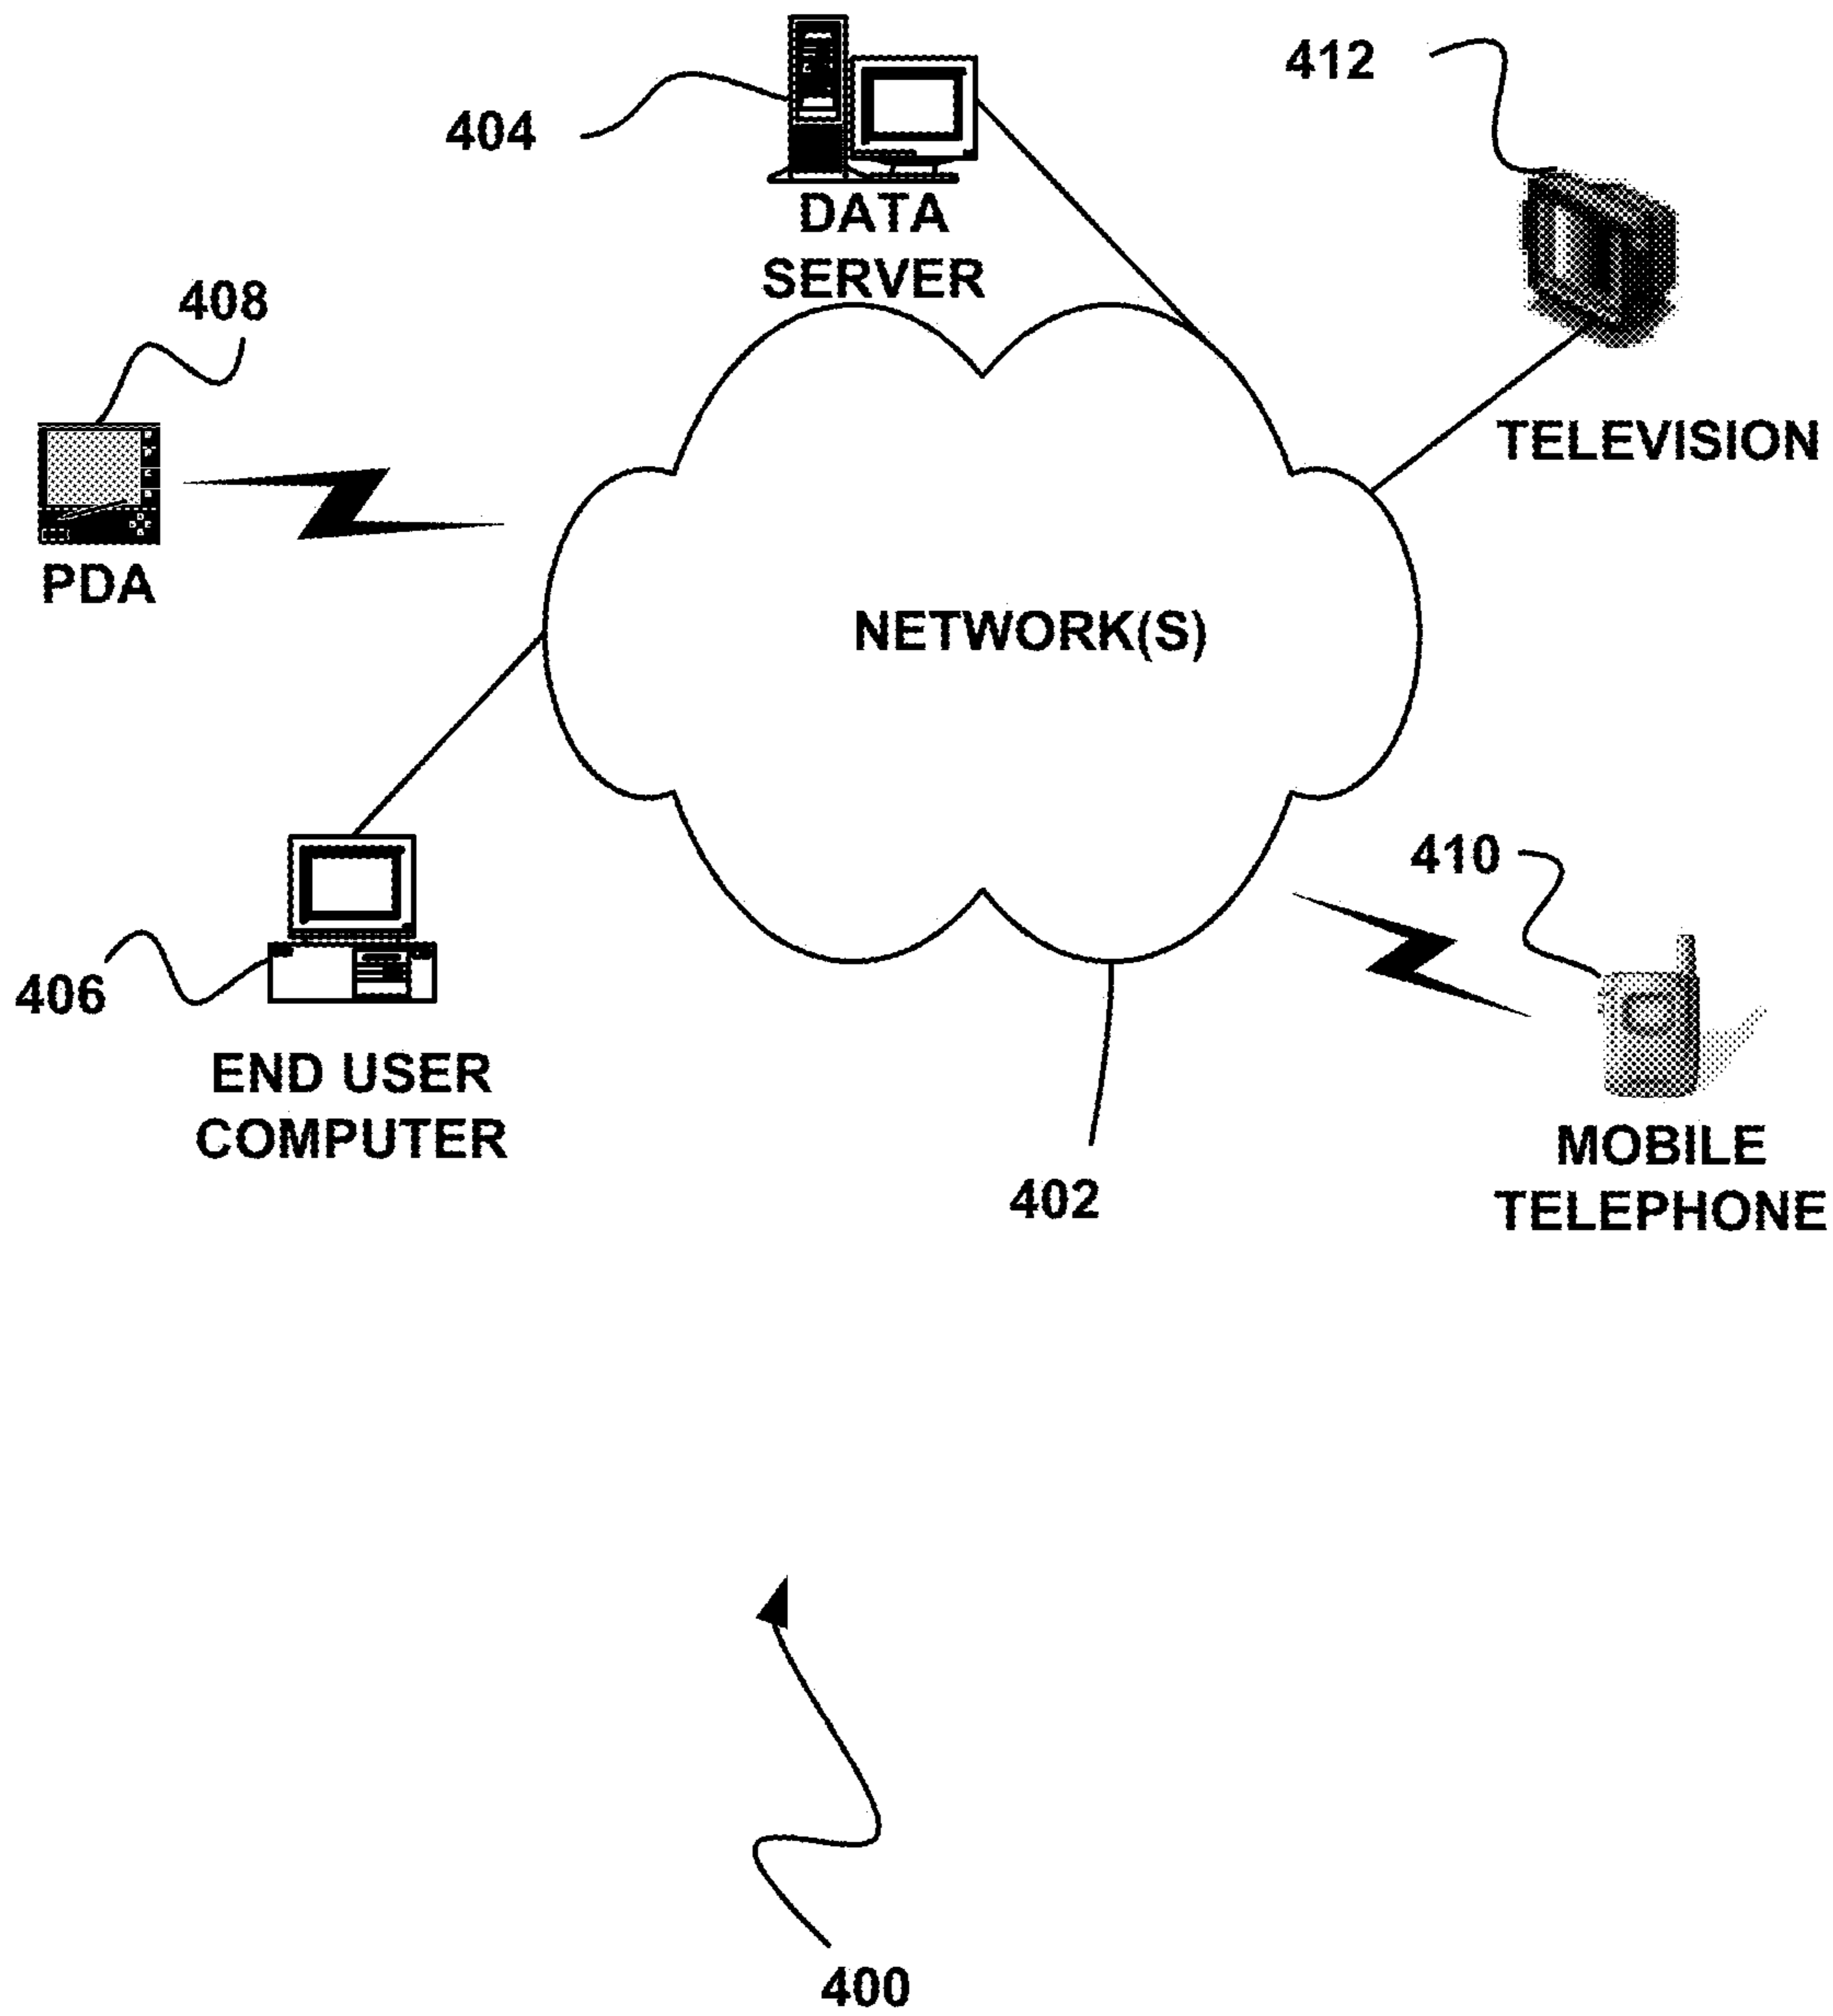 412
404
DATA
SERVER
408
TELEVISION
PDA
NETWORK(S)
410
406
END USER
COMPUTER
MOBILE
TELEPHONE
402
400